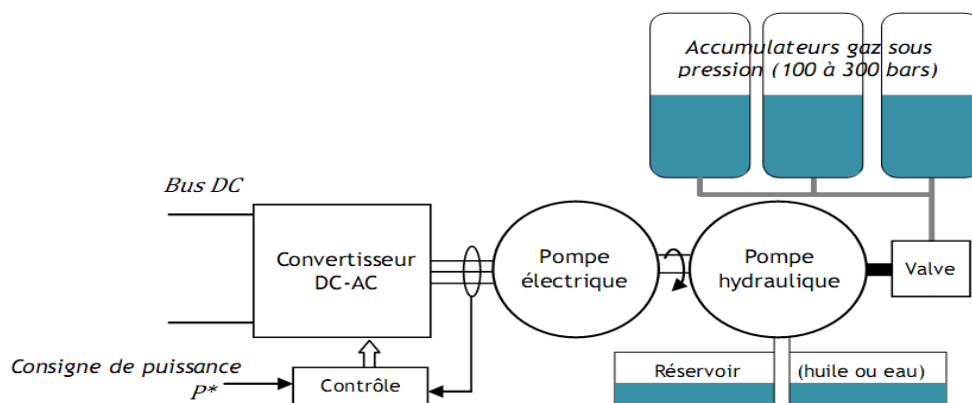 Accumulateurs gaz sous
pression (100 à 300 bars)
Bus DC
Convertisseur
DC-AC
Pompe
électrique
Pompe
hydraulique
Valve
Consigne de puissance
P*
Contrôle
Réservoir (huile ou eau)